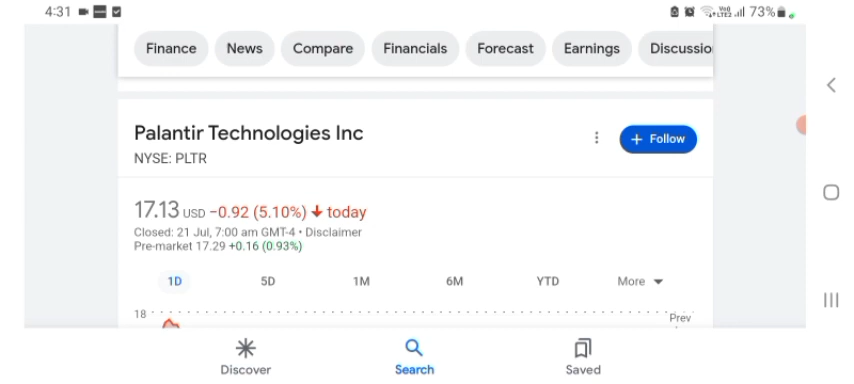 4:31 73%
Finance News Compare Financials Forecast Earnings Discussio
Palantir Technologies Inc
NYSE: PLTR
+ Follow
17.13 USD −0.92 (5.10%) ↓ today
Closed: 21 Jul, 7:00 am GMT-4 • Disclaimer
Pre-market 17.29 +0.16 (0.93%)
1D 5D 1M 6M YTD More
18
Prev
Discover Search Saved